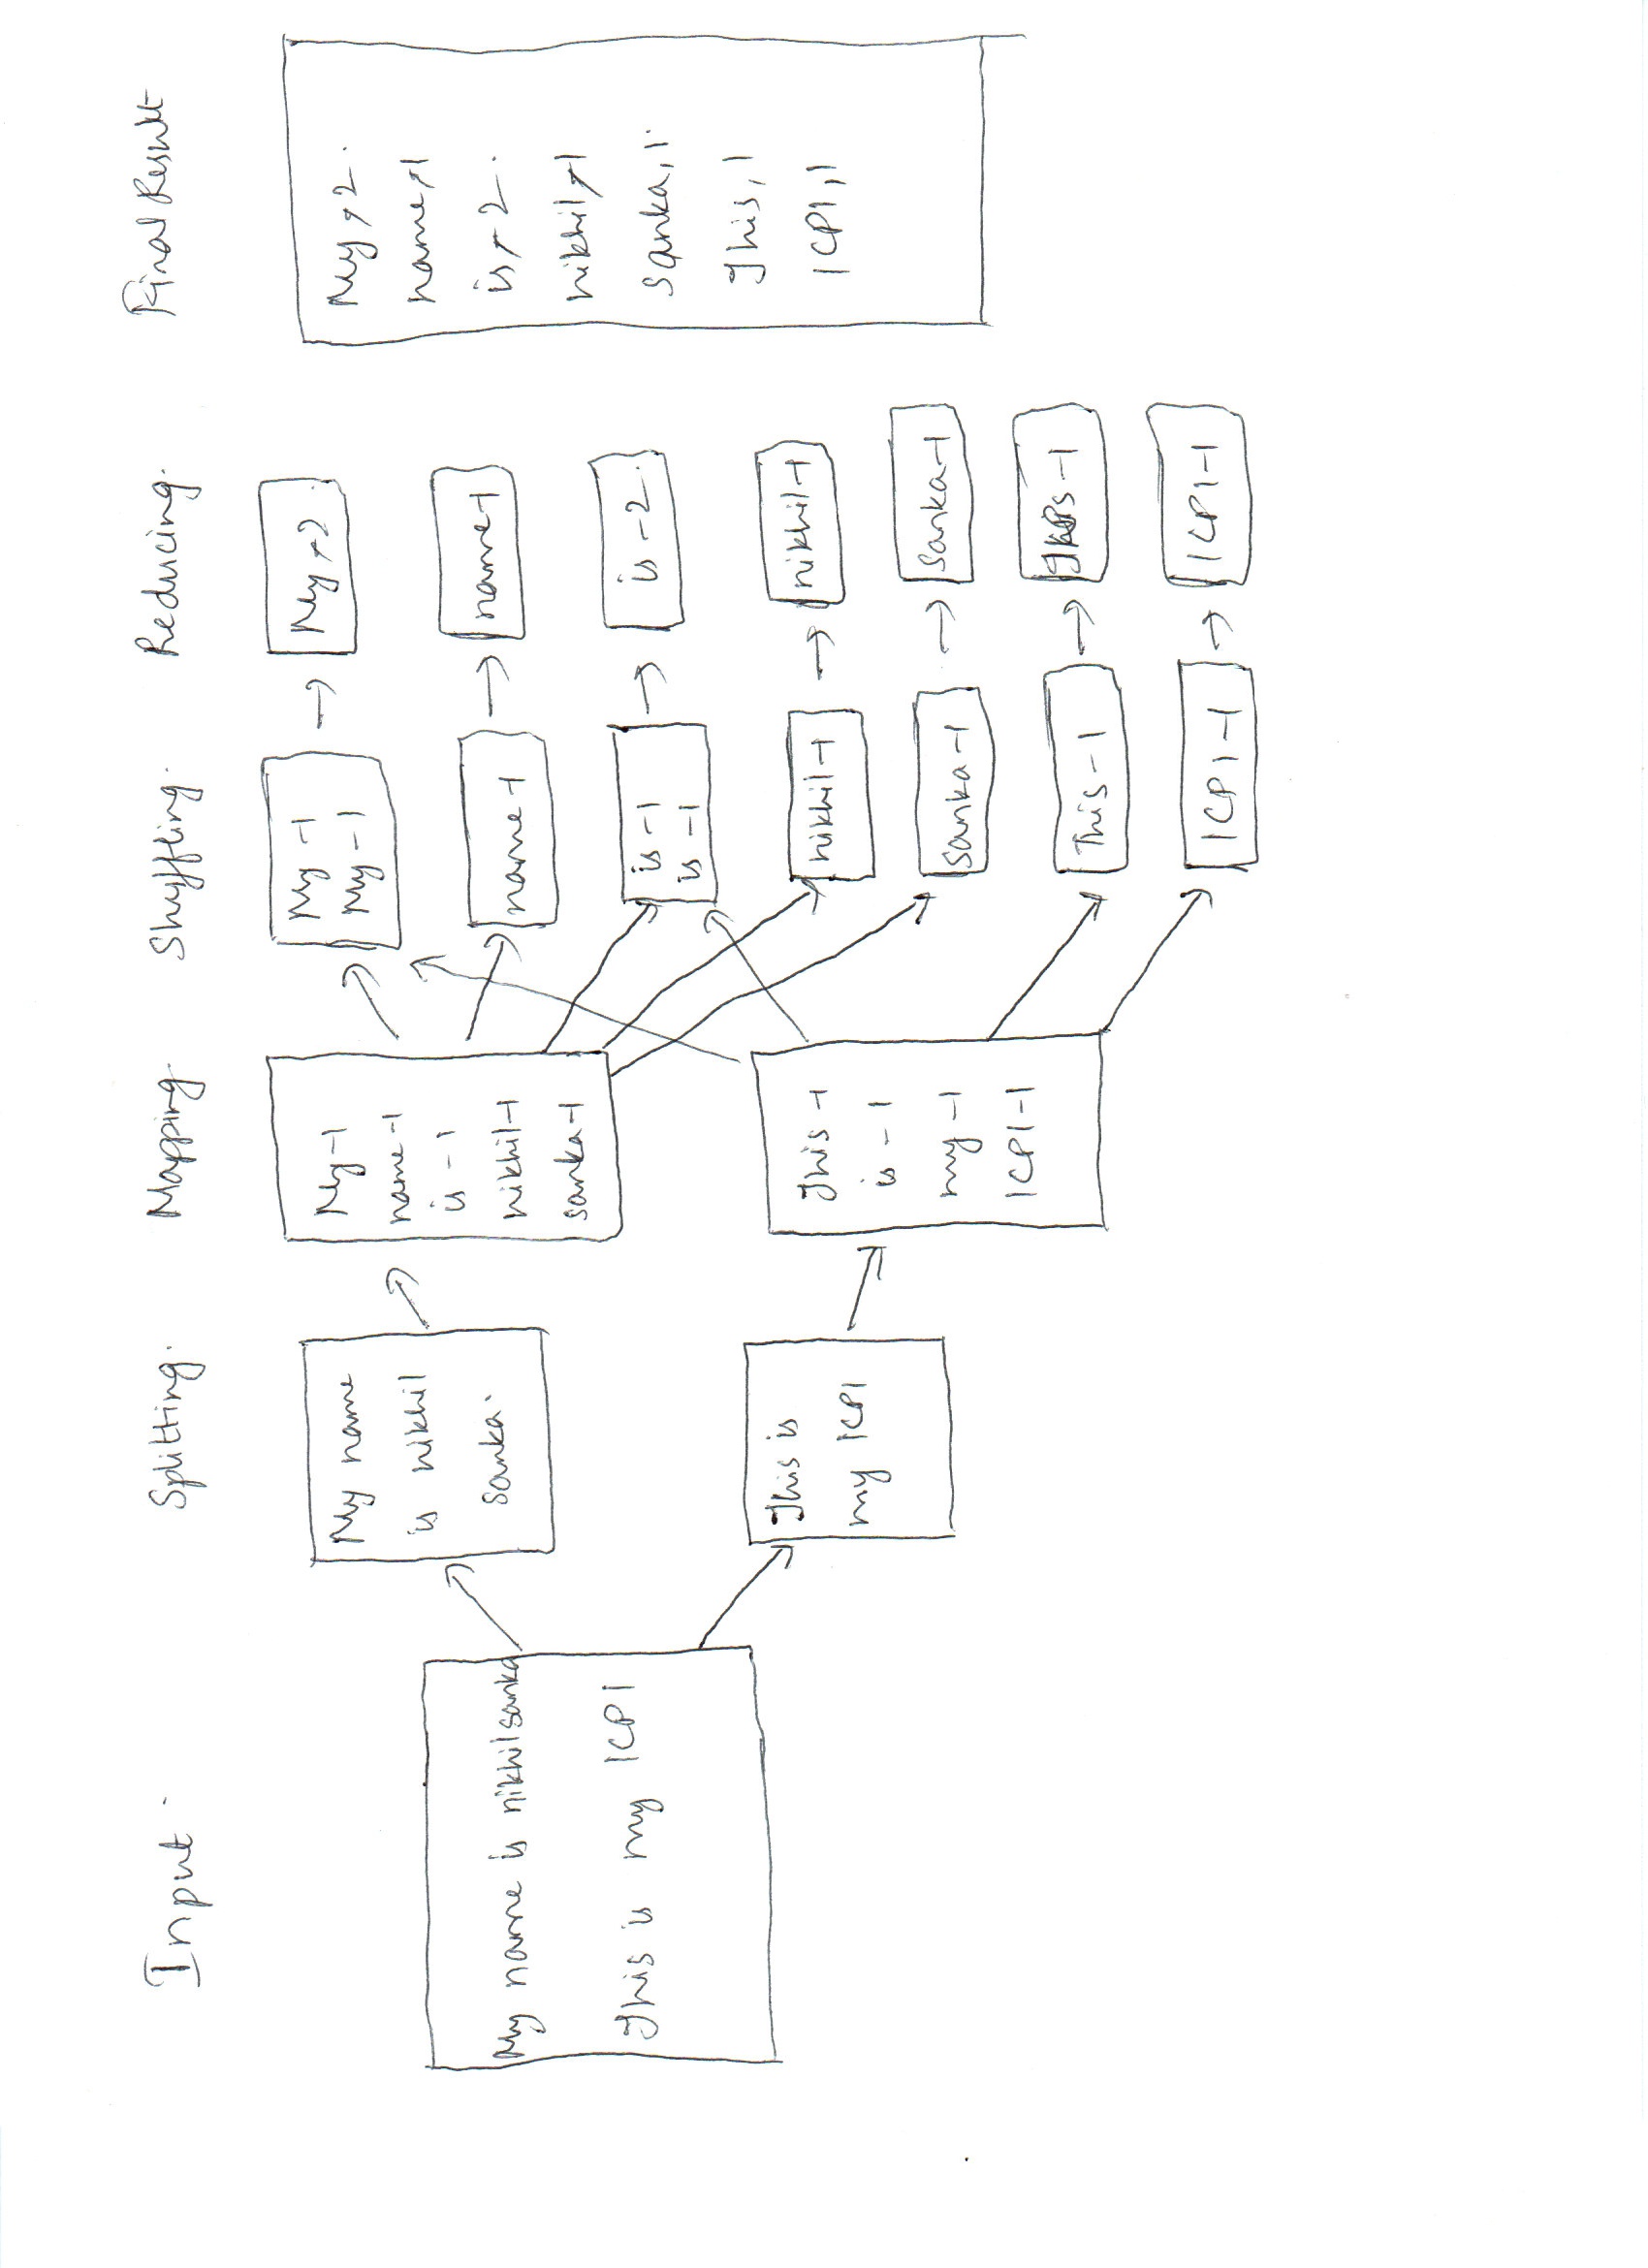 Input
Splitting.
Mapping
Shuffling.
Reducing.
Final Result
My name is nikhil sanka
This is my ICP1
My name
is nikhil
sanka.
This is
my ICP1
My-1
name-1
is-1
nikhil-1
sanka-1
This-1
is-1
my-1
ICP1-1
My-1
My-1
name-1
is-1
is-1
nikhil-1
sanka-1
This-1
ICP1-1
My,2
name-1
is-2
nikhil-1
sanka-1
-1
ICP1-1
My,2
name,1
is,2
nikhil,1
sanka,1
This,1
ICP1,1